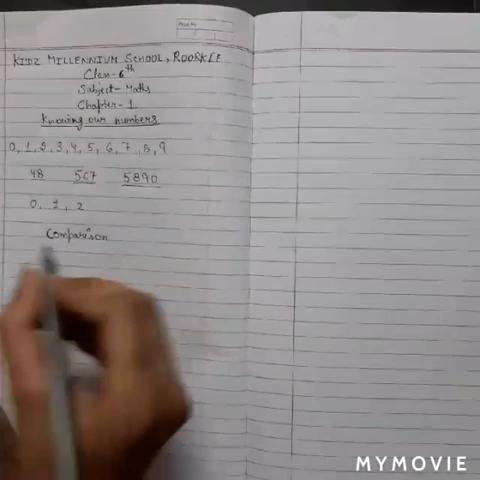 KIDZ MILLENNIUM SCHOOL, ROORKEE
Class-6th
Subject-Maths
Chapter-1
Knowing our numbers
0, 1, 2, 3, 4, 5, 6, 7, 8, 9
48 567 5890
0, 1, 2
Comparison
MYMOVIE